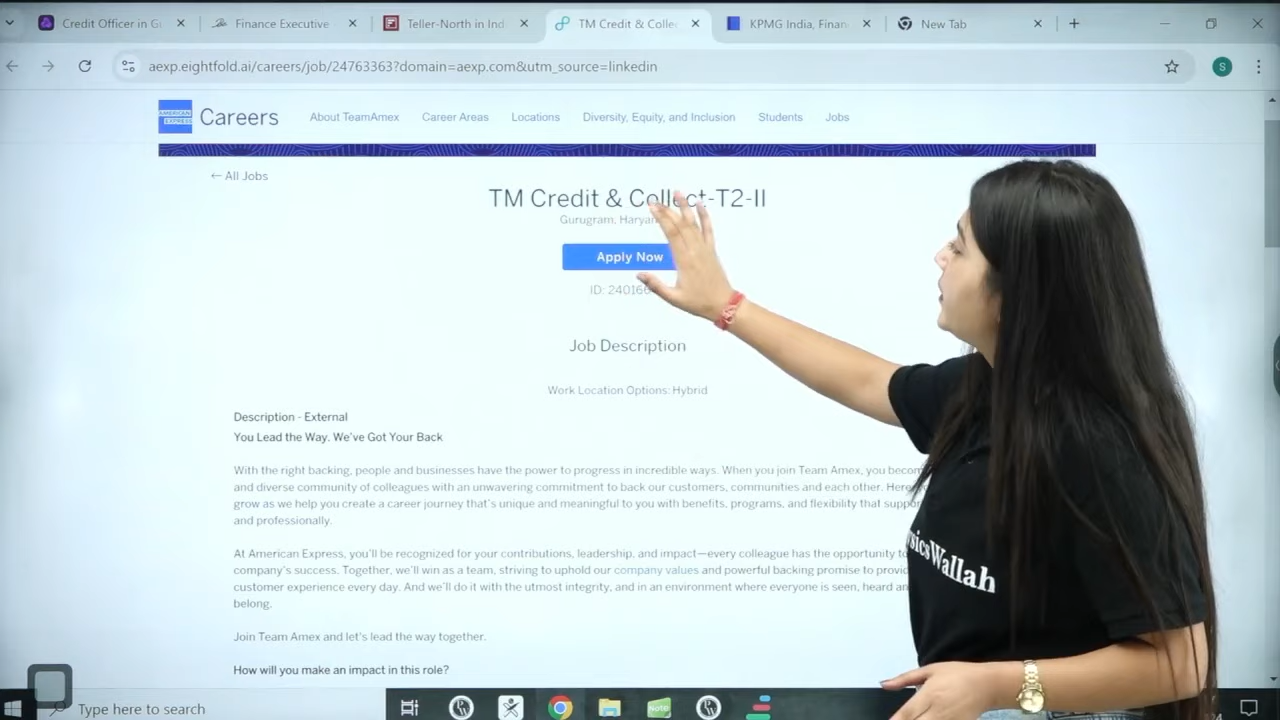 Credit Officer in Gu
Finance Executive
Teller-North in Ind
TM Credit & Collec
KPMG India, Financ
New Tab
aexp.eightfold.ai/careers/job/24763363?domain=aexp.com&utm_source=linkedin
S
AMERICAN EXPRESS
Careers
About TeamAmex
Career Areas
Locations
Diversity, Equity, and Inclusion
Students
Jobs
← All Jobs
TM Credit & Collect-T2-II
Gurugram, Haryan
Apply Now
ID: 240166
Job Description
Work Location Options: Hybrid
Description - External
You Lead the Way. We've Got Your Back
With the right backing, people and businesses have the power to progress in incredible ways. When you join Team Amex, you becom
and diverse community of colleagues with an unwavering commitment to back our customers, communities and each other. Here
grow as we help you create a career journey that's unique and meaningful to you with benefits, programs, and flexibility that suppor
and professionally.
At American Express, you'll be recognized for your contributions, leadership, and impact—every colleague has the opportunity to
company's success. Together, we'll win as a team, striving to uphold our company values and powerful backing promise to provid
customer experience every day. And we'll do it with the utmost integrity, and in an environment where everyone is seen, heard an
belong.
Join Team Amex and let's lead the way together.
How will you make an impact in this role?
ysicsWallah
Type here to search